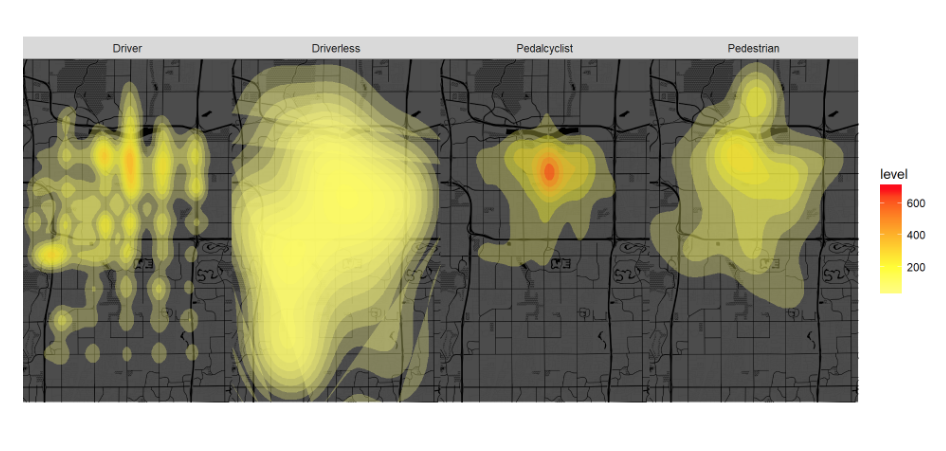 Driver
Driverless
Pedalcyclist
Pedestrian
level
600
400
200